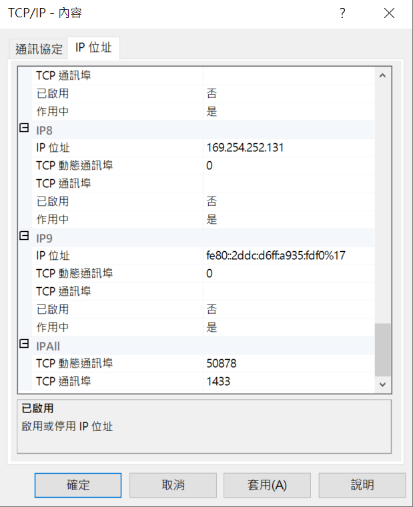 TCP/IP - 內容 ? ×
通訊協定 IP 位址
TCP 通訊埠
已啟用 否
作用中 是
IP8
IP 位址 169.254.252.131
TCP 動態通訊埠 0
TCP 通訊埠
已啟用 否
作用中 是
IP9
IP 位址 fe80::2ddc:d6ff:a935:fdf0%17
TCP 動態通訊埠 0
TCP 通訊埠
已啟用 否
作用中 是
IPAll
TCP 動態通訊埠 50878
TCP 通訊埠 1433
已啟用
啟用或停用 IP 位址
確定 取消 套用(A) 說明